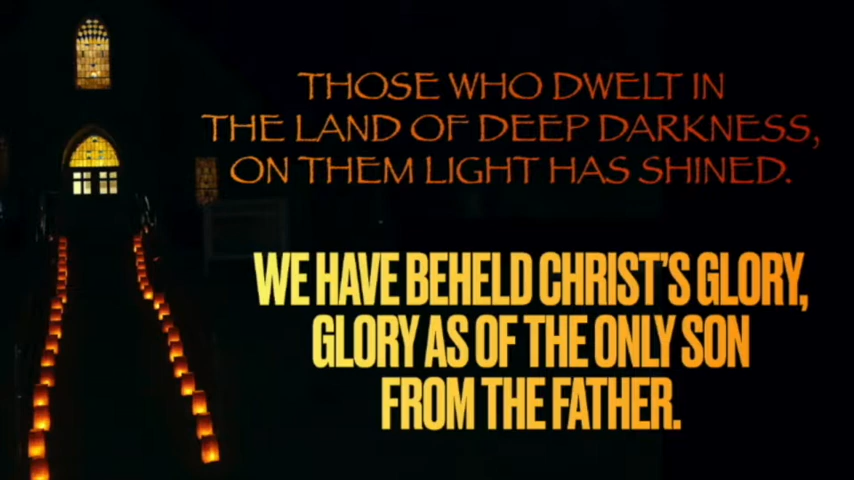 THOSE WHO DWELT IN
THE LAND OF DEEP DARKNESS,
ON THEM LIGHT HAS SHINED.
WE HAVE BEHELD CHRIST'S GLORY,
GLORY AS OF THE ONLY SON
FROM THE FATHER.